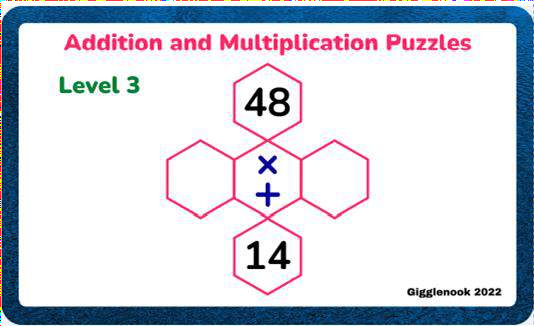 Addition and Multiplication Puzzles
Level 3
48
×
+
14
Gigglenook 2022